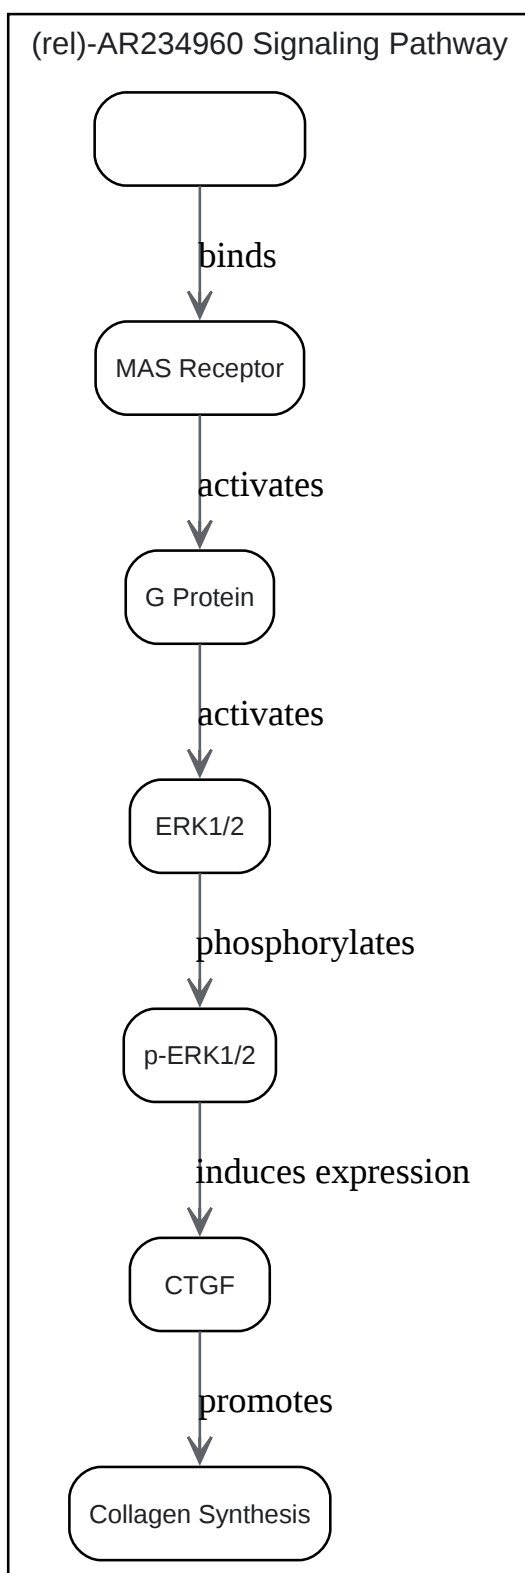 (rel)-AR234960 Signaling Pathway
binds
MAS Receptor
activates
G Protein
activates
ERK1/2
phosphorylates
p-ERK1/2
induces expression
CTGF
promotes
Collagen Synthesis